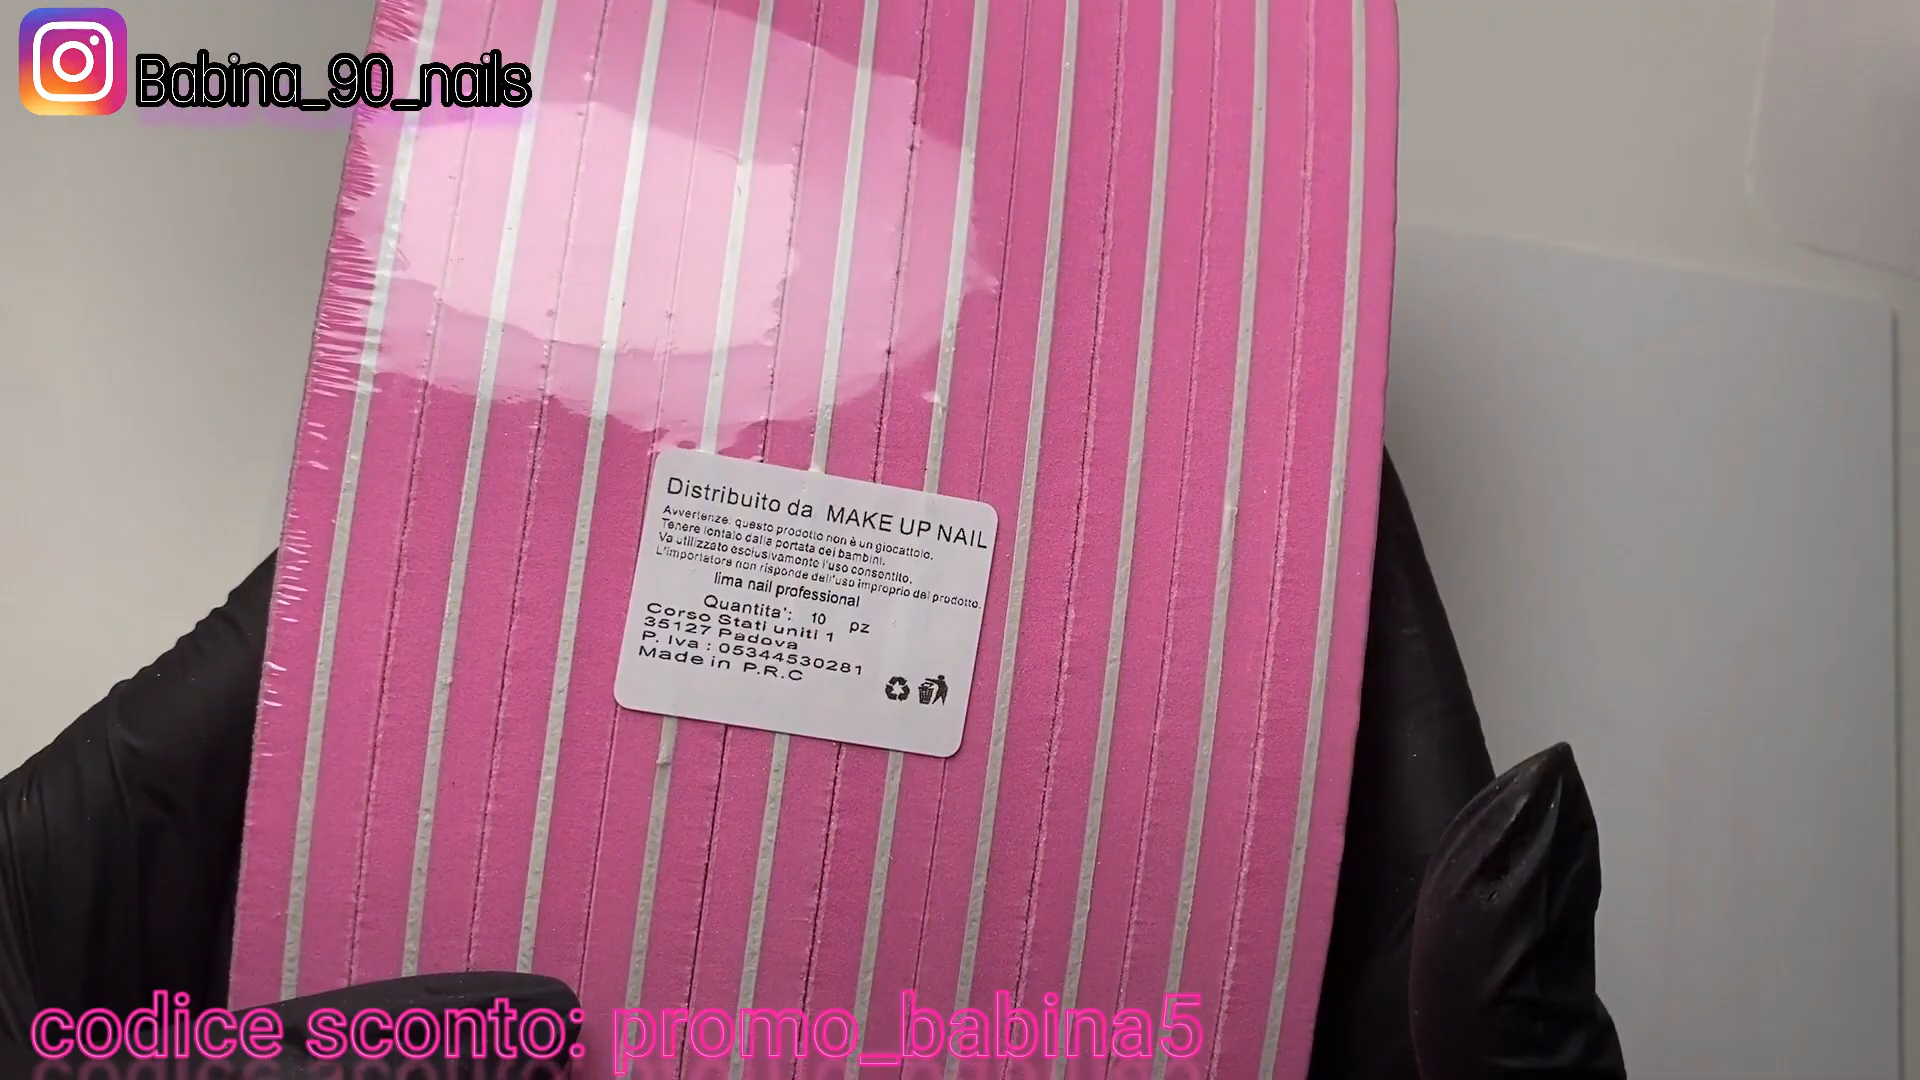 Babina_90_nails
Distribuito da MAKE UP NAIL
Avvertenze: questo prodotto non è un giocattolo.
Tenere lontalo dalla portata dei bambini.
Va utilizzato esclusivamente l'uso consentito.
L'importatore non risponde dell'uso improprio del prodotto.
lima nail professional
Quantita': 10 pz
Corso Stati uniti 1
35127 Padova
P. Iva : 05344530281
Made in P.R.C
codice sconto: promo_babina5